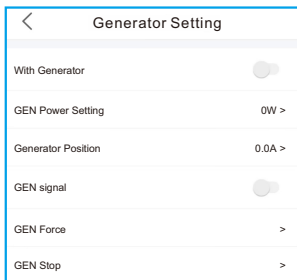 Generator Setting
With Generator
GEN Power Setting 0W >
Generator Position 0.0A >
GEN signal
GEN Force >
GEN Stop >